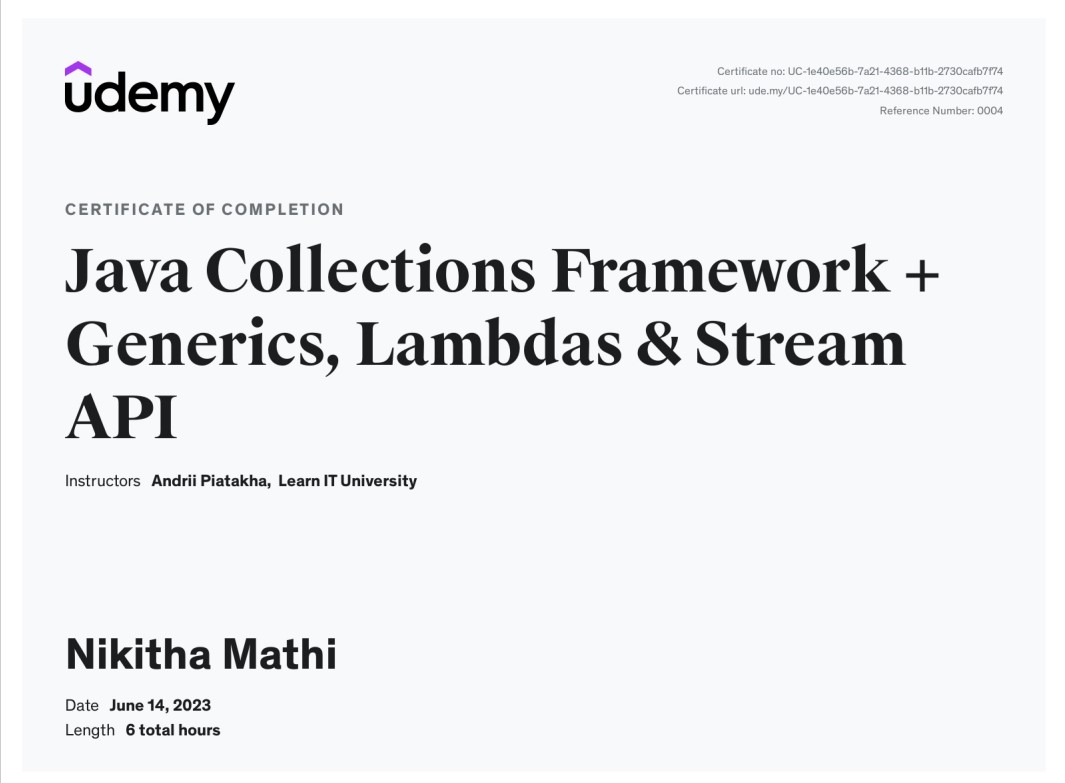 udemy
Certificate no: UC-1e40e56b-7a21-4368-b11b-2730cafb7f74
Certificate url: ude.my/UC-1e40e56b-7a21-4368-b11b-2730cafb7f74
Reference Number: 0004
CERTIFICATE OF COMPLETION
Java Collections Framework +
Generics, Lambdas & Stream
API
Instructors Andrii Piatakha, Learn IT University
Nikitha Mathi
Date June 14, 2023
Length 6 total hours